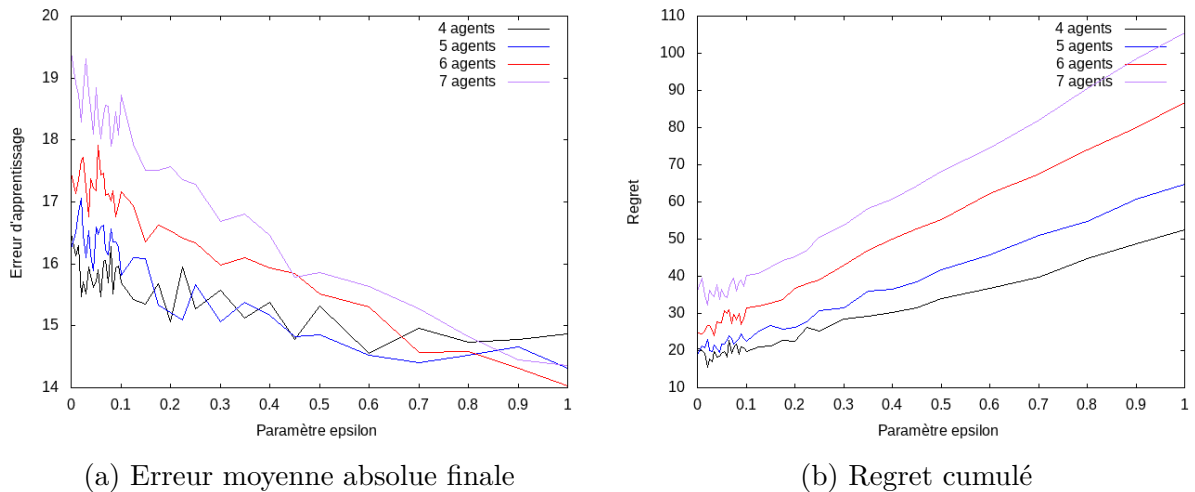 20
19
18
17
16
15
14
Erreur d'apprentissage
4 agents
5 agents
6 agents
7 agents
0 0.1 0.2 0.3 0.4 0.5 0.6 0.7 0.8 0.9 1
Paramètre epsilon
(a) Erreur moyenne absolue finale
110
100
90
80
70
60
50
40
30
20
10
Regret
4 agents
5 agents
6 agents
7 agents
0 0.1 0.2 0.3 0.4 0.5 0.6 0.7 0.8 0.9 1
Paramètre epsilon
(b) Regret cumulé